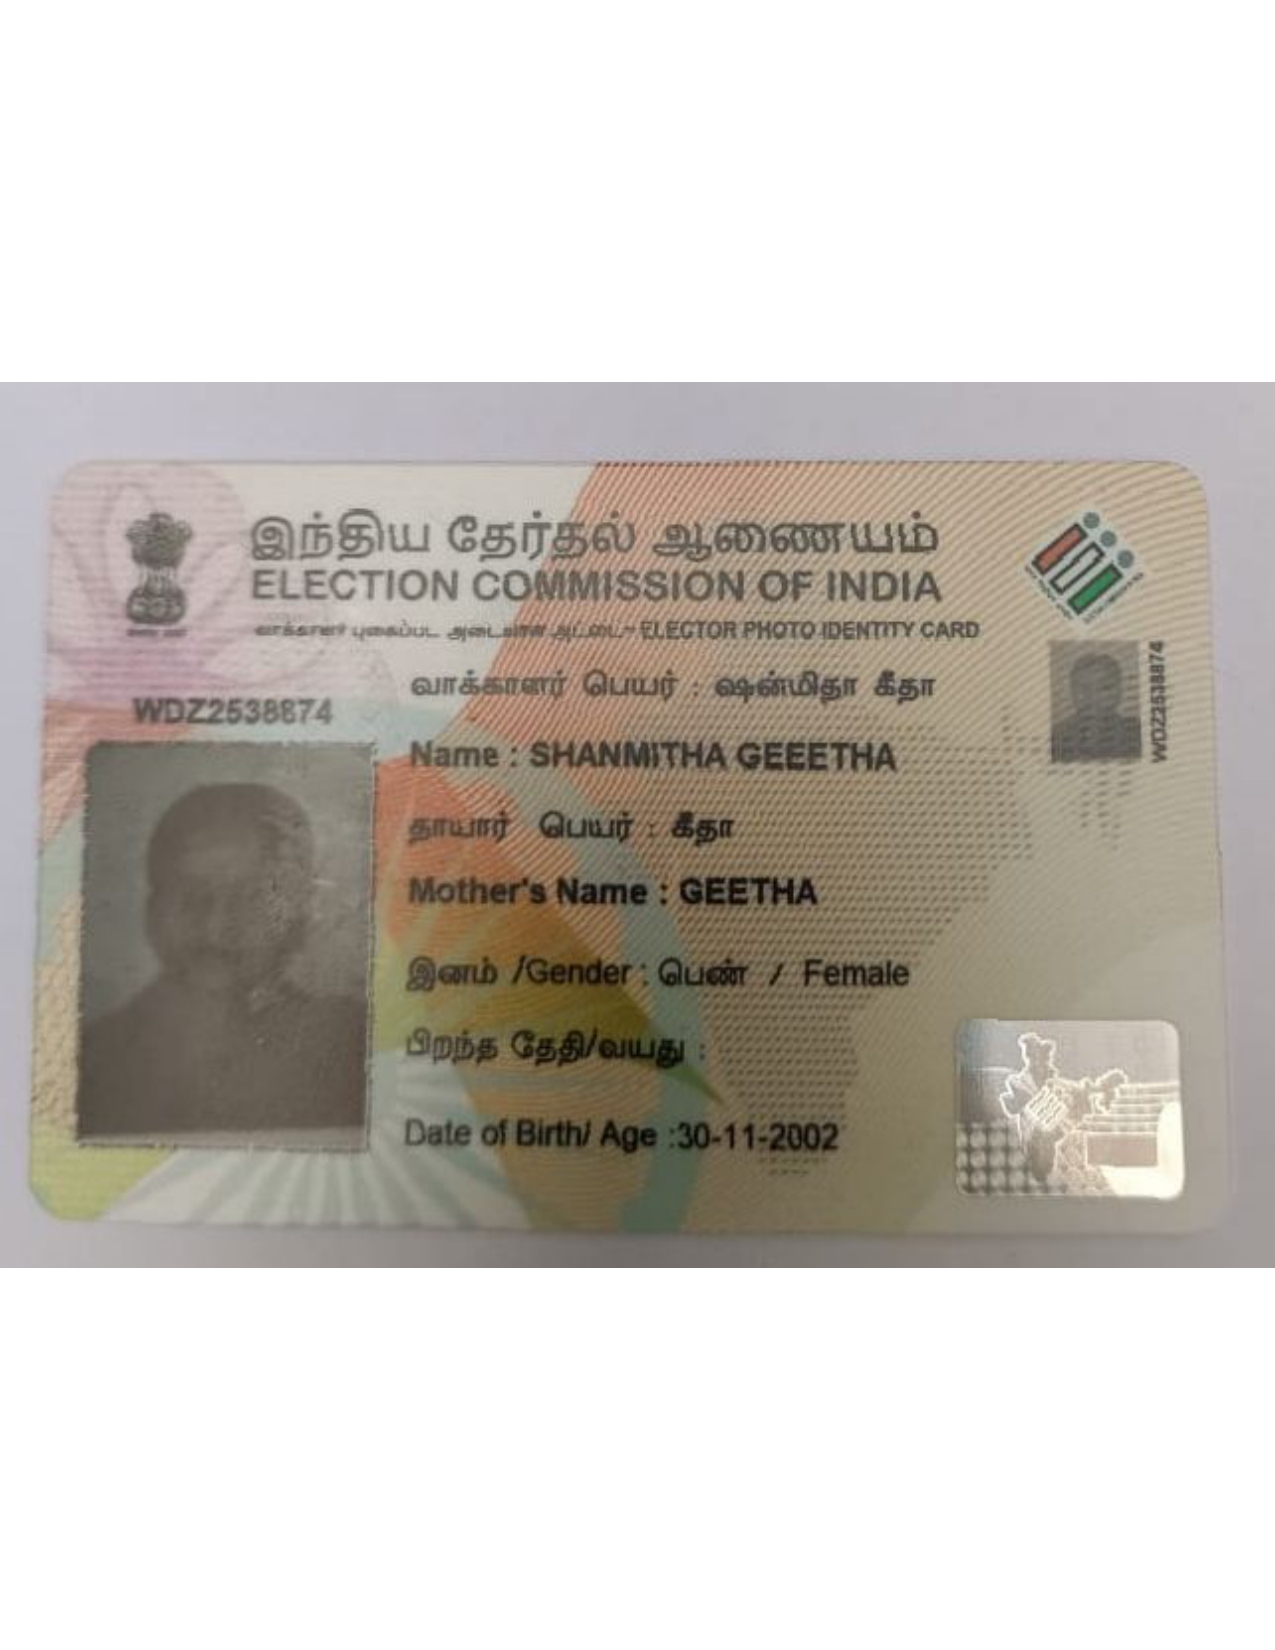 இந்திய தேர்தல் ஆணையம்
ELECTION COMMISSION OF INDIA
வாக்காளர் புகைப்பட அடையாள அட்டை- ELECTOR PHOTO IDENTITY CARD
WDZ2538874
வாக்காளர் பெயர் : ஷன்மிதா கீதா
WDZ2538874
Name : SHANMITHA GEEETHA
தாயார் பெயர் : கீதா
Mother's Name : GEETHA
இனம் /Gender : பெண் / Female
பிறந்த தேதி/வயது :
Date of Birth/ Age :30-11-2002